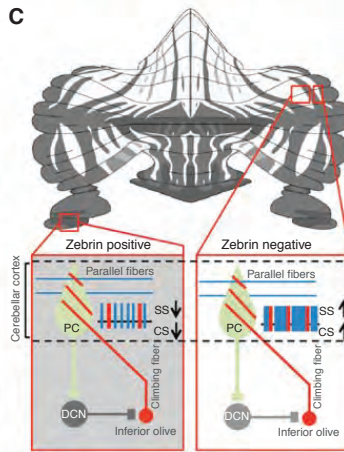 C
Zebrin positive
Zebrin negative
Cerebellar cortex
Parallel fibers
PC
SS
CS
Climbing fiber
DCN
Inferior olive
Parallel fibers
PC
SS
CS
Climbing fiber
DCN
Inferior olive